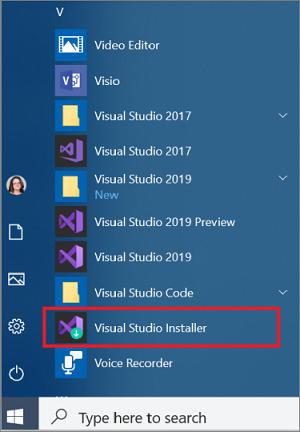 V
Video Editor
Visio
Visual Studio 2017
Visual Studio 2017
Visual Studio 2019
New
Visual Studio 2019 Preview
Visual Studio 2019
Visual Studio Code
Visual Studio Installer
Voice Recorder
Type here to search